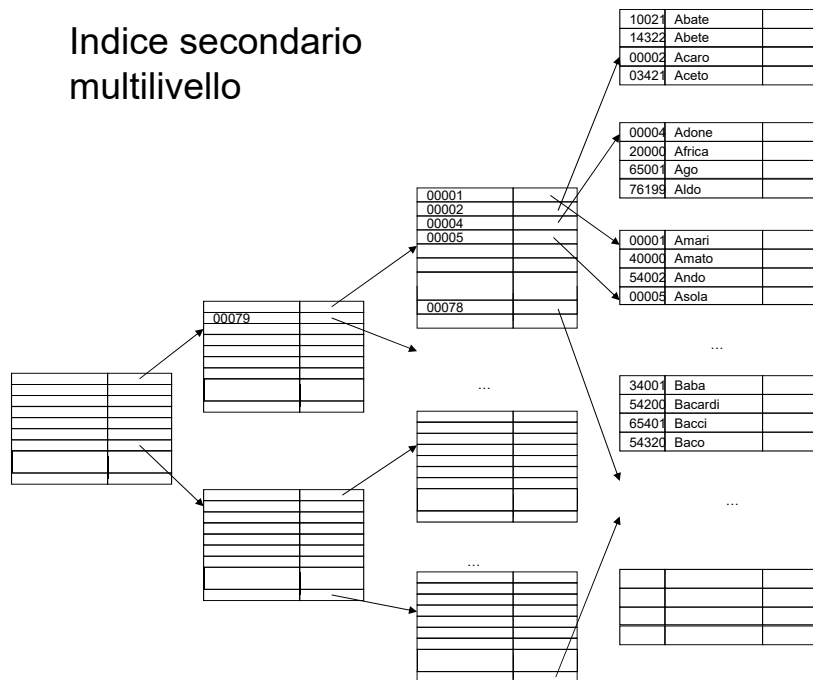 Indice secondario
multilivello
10021 Abate
14322 Abete
00002 Acaro
03421 Aceto
00004 Adone
20000 Africa
65001 Ago
76199 Aldo
00001
00002
00004
00005
00078
00001 Amari
40000 Amato
54002 Ando
00005 Asola
00079
...
...
34001 Baba
54200 Bacardi
65401 Bacci
54320 Baco
...
...